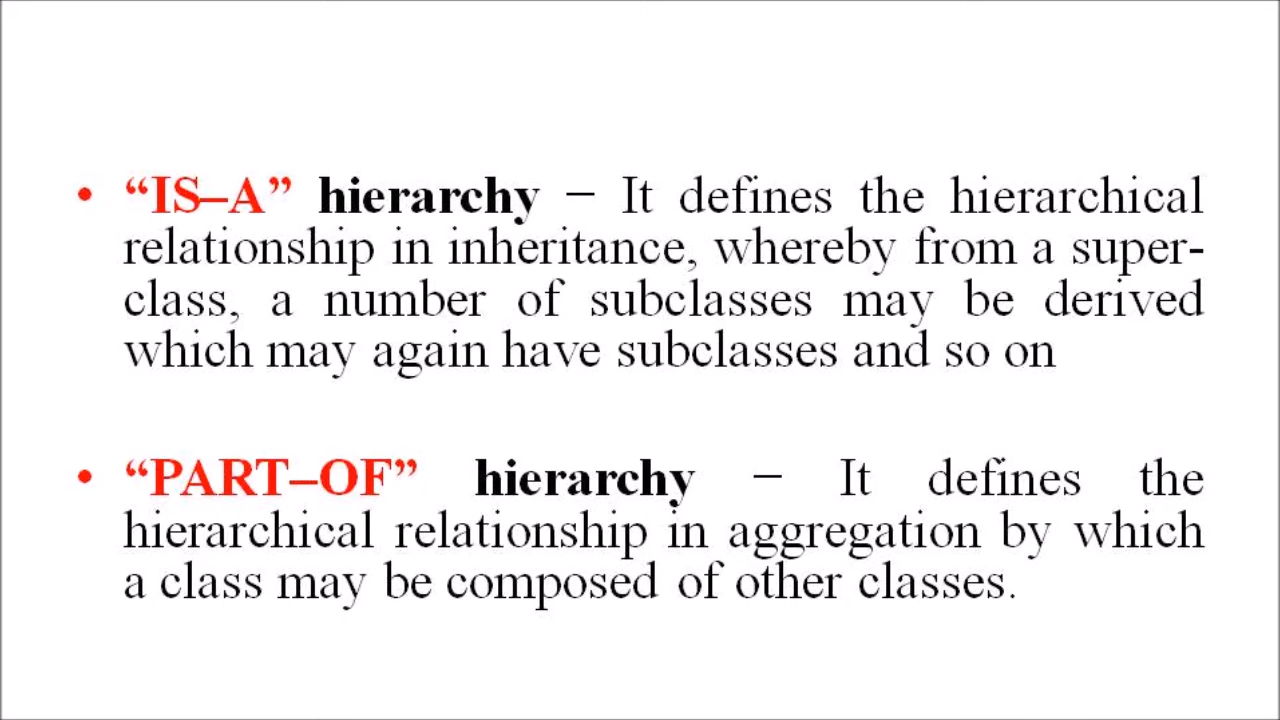 • “IS–A” hierarchy − It defines the hierarchical
relationship in inheritance, whereby from a super-
class, a number of subclasses may be derived
which may again have subclasses and so on
• “PART–OF” hierarchy − It defines the
hierarchical relationship in aggregation by which
a class may be composed of other classes.